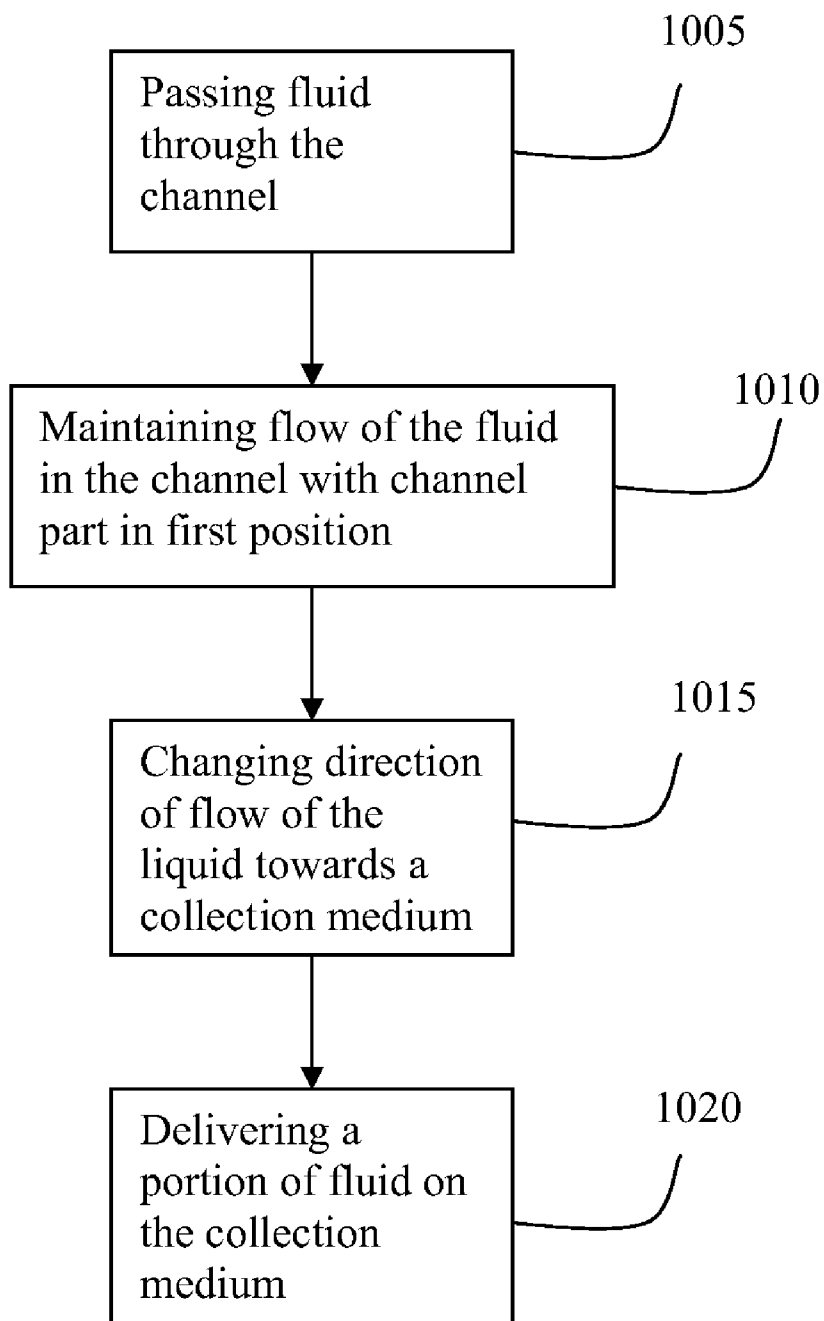 1005
Passing fluid
through the
channel
1010
Maintaining flow of the fluid
in the channel with channel
part in first position
1015
Changing direction
of flow of the
liquid towards a
collection medium
1020
Delivering a
portion of fluid on
the collection
medium